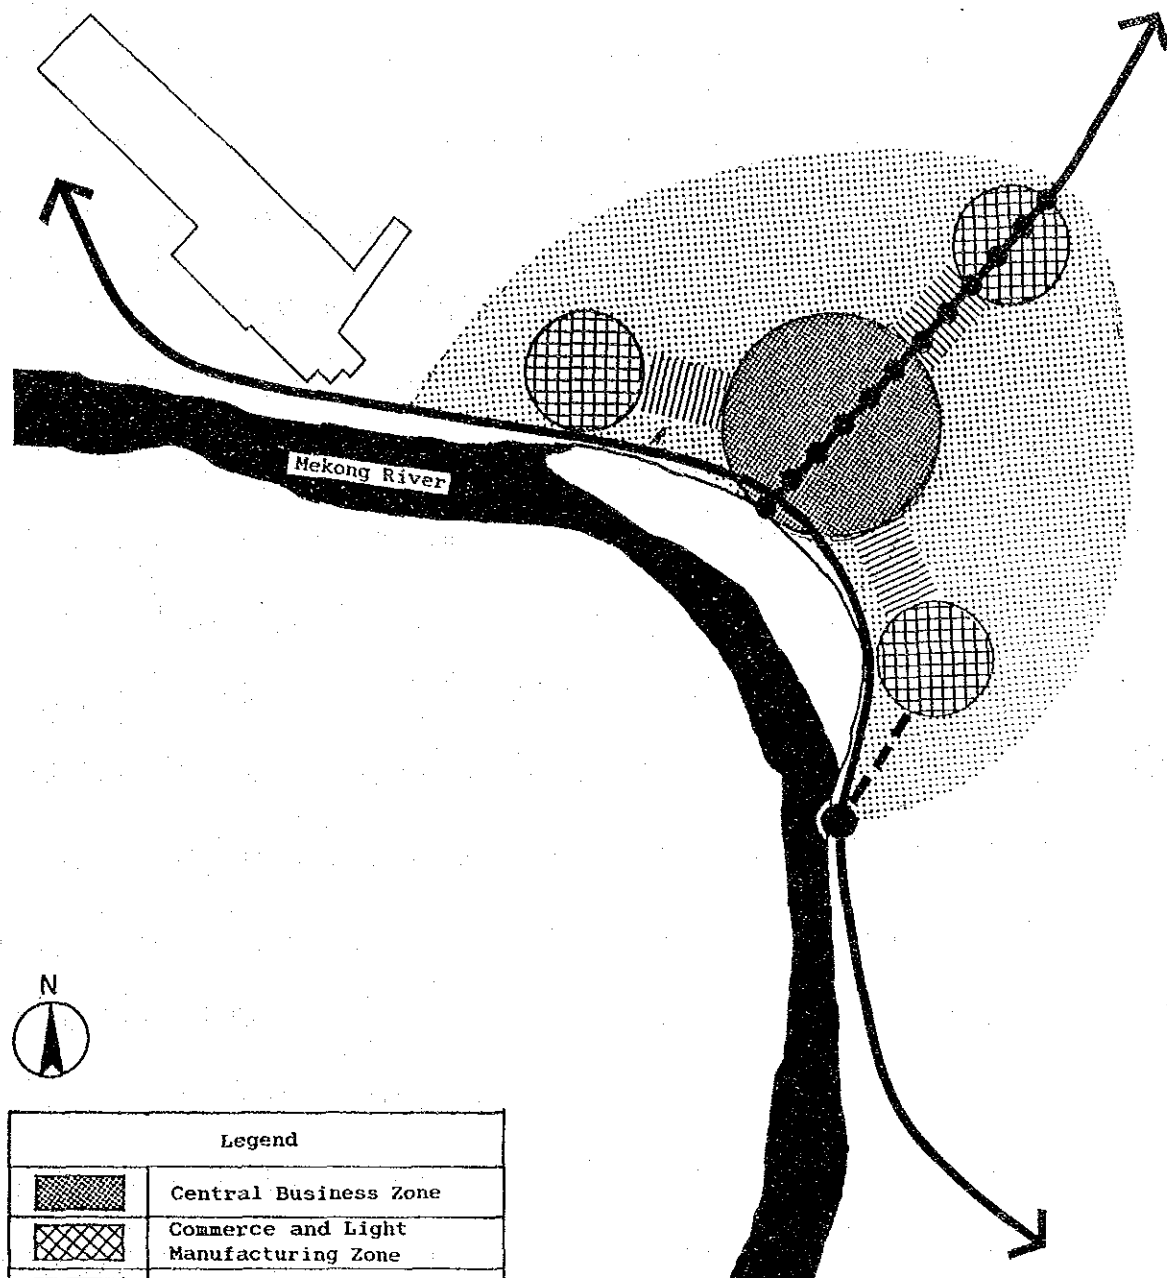 Mekong River
N
Legend
Central Business Zone
Commerce and Light
Manufacturing Zone